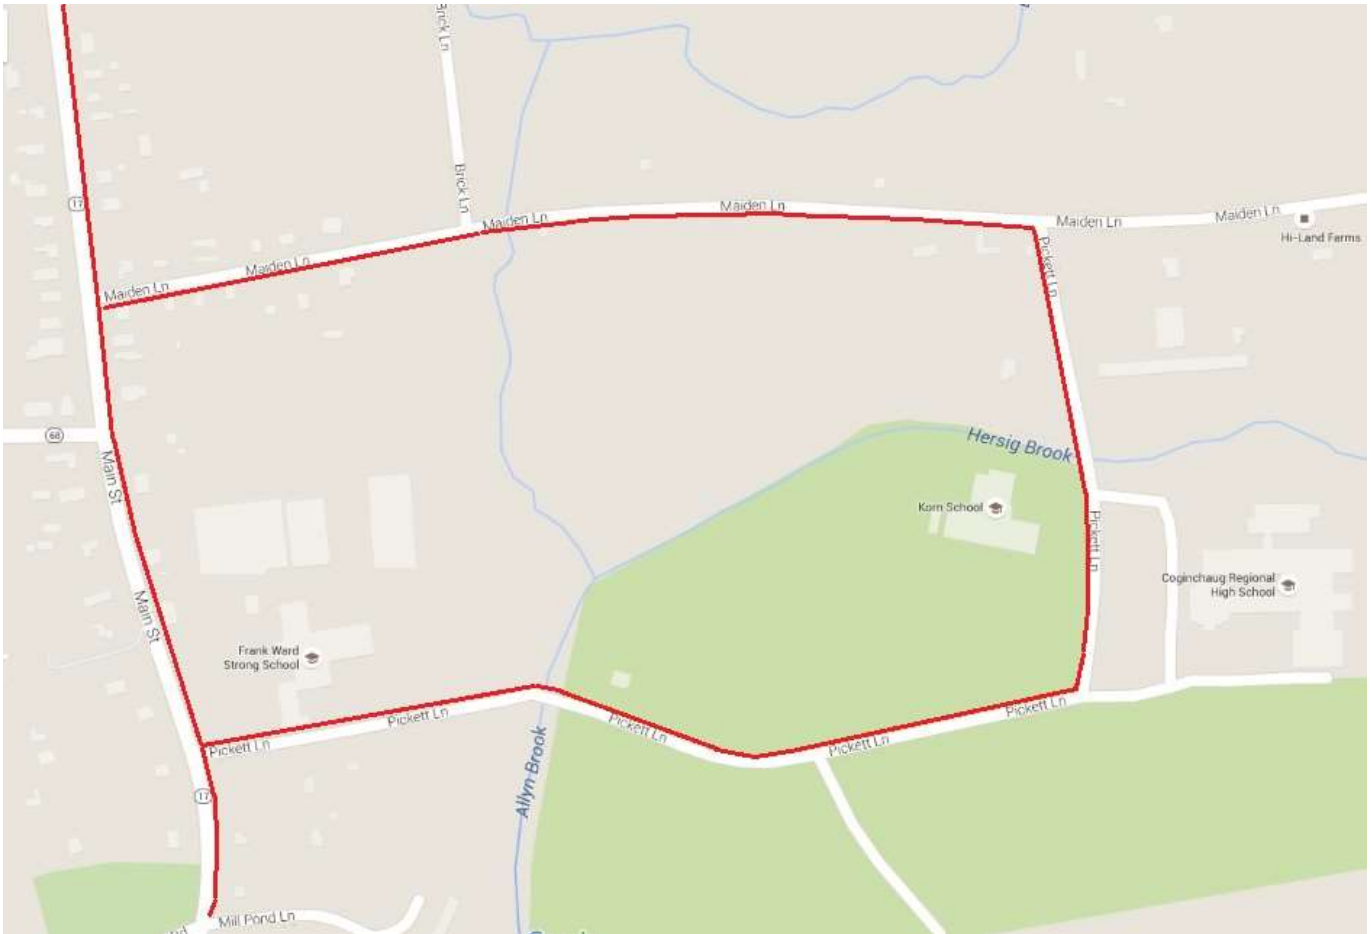 Brick Ln
17
Brick Ln
Maiden Ln
Maiden Ln
Maiden Ln
Maiden Ln
Maiden Ln
Maiden Ln
Hi-Land Farms
Pickett Ln
68
Main St
Hersig Brook
Korn School
Pickett Ln
Coginchaug Regional
High School
Main St
Frank Ward
Strong School
Pickett Ln
Pickett Ln
Pickett Ln
Pickett Ln
Pickett Ln
Allyn Brook
17
Mill Pond Ln